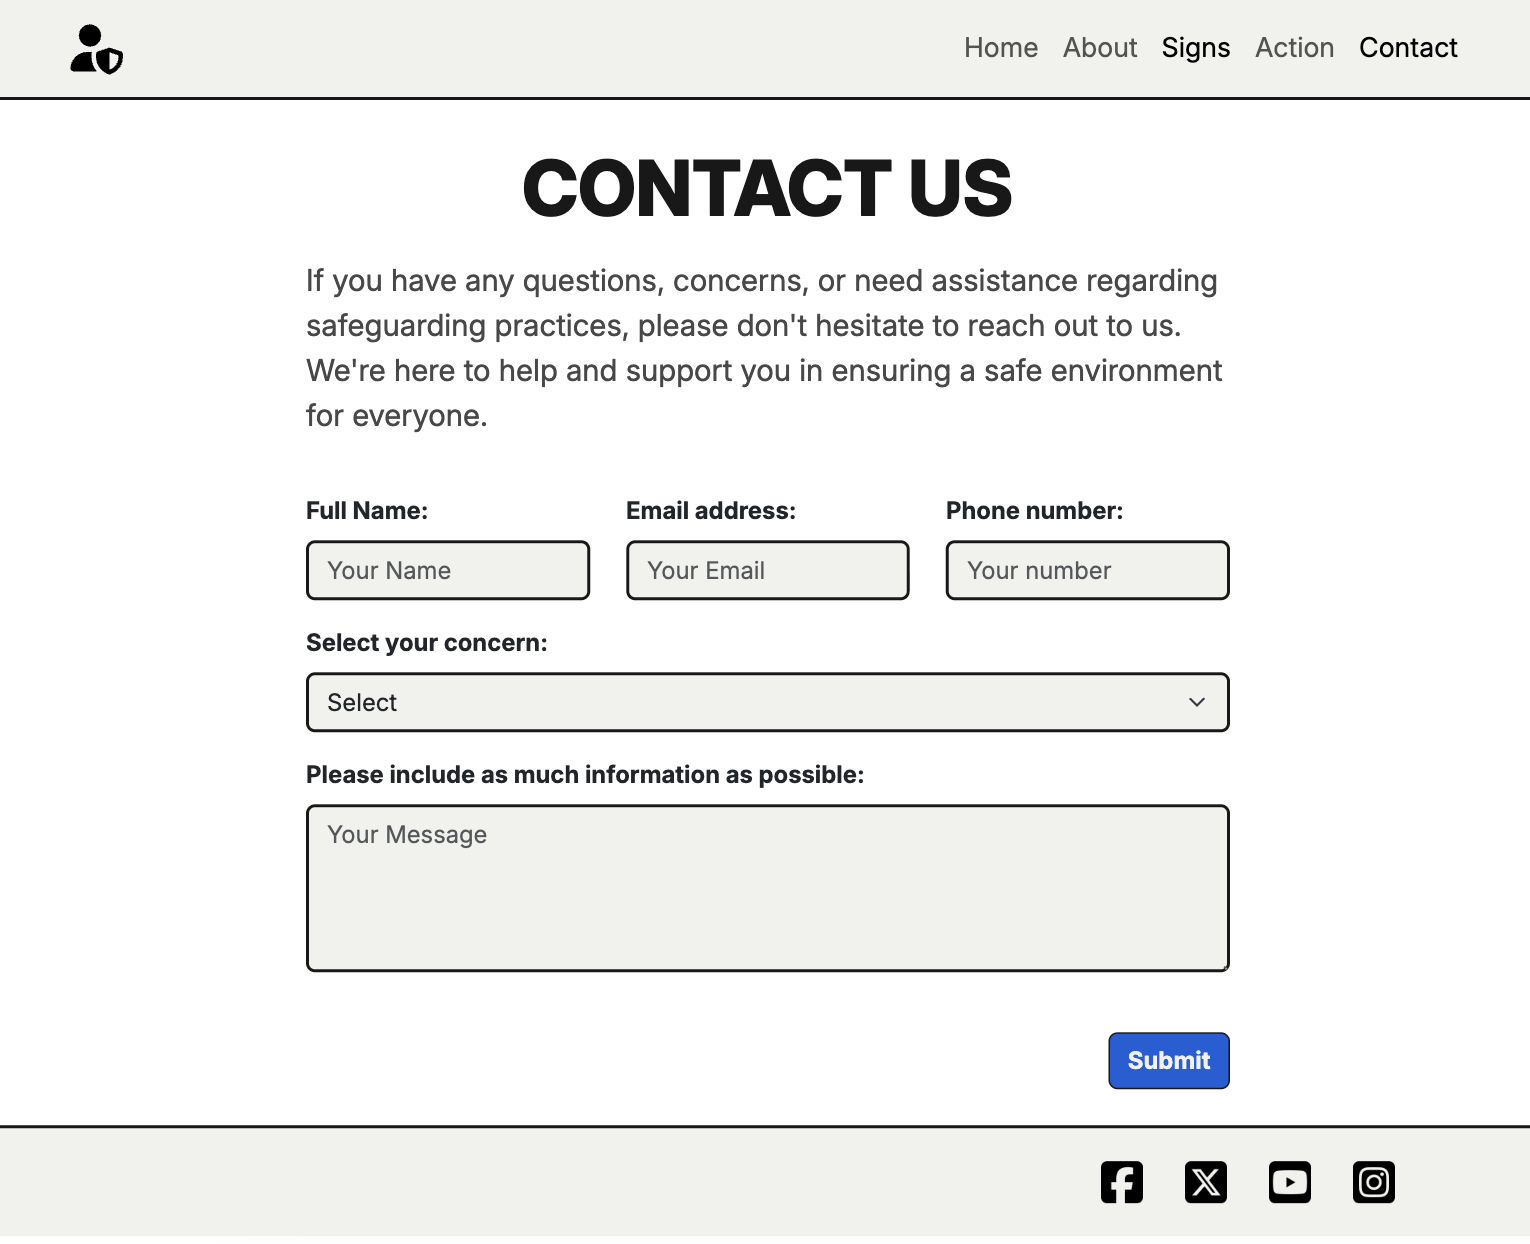 Home About Signs Action Contact
CONTACT US
If you have any questions, concerns, or need assistance regarding
safeguarding practices, please don't hesitate to reach out to us.
We're here to help and support you in ensuring a safe environment
for everyone.
Full Name: Email address: Phone number:
Your Name Your Email Your number
Select your concern:
Select
Please include as much information as possible:
Your Message
Submit